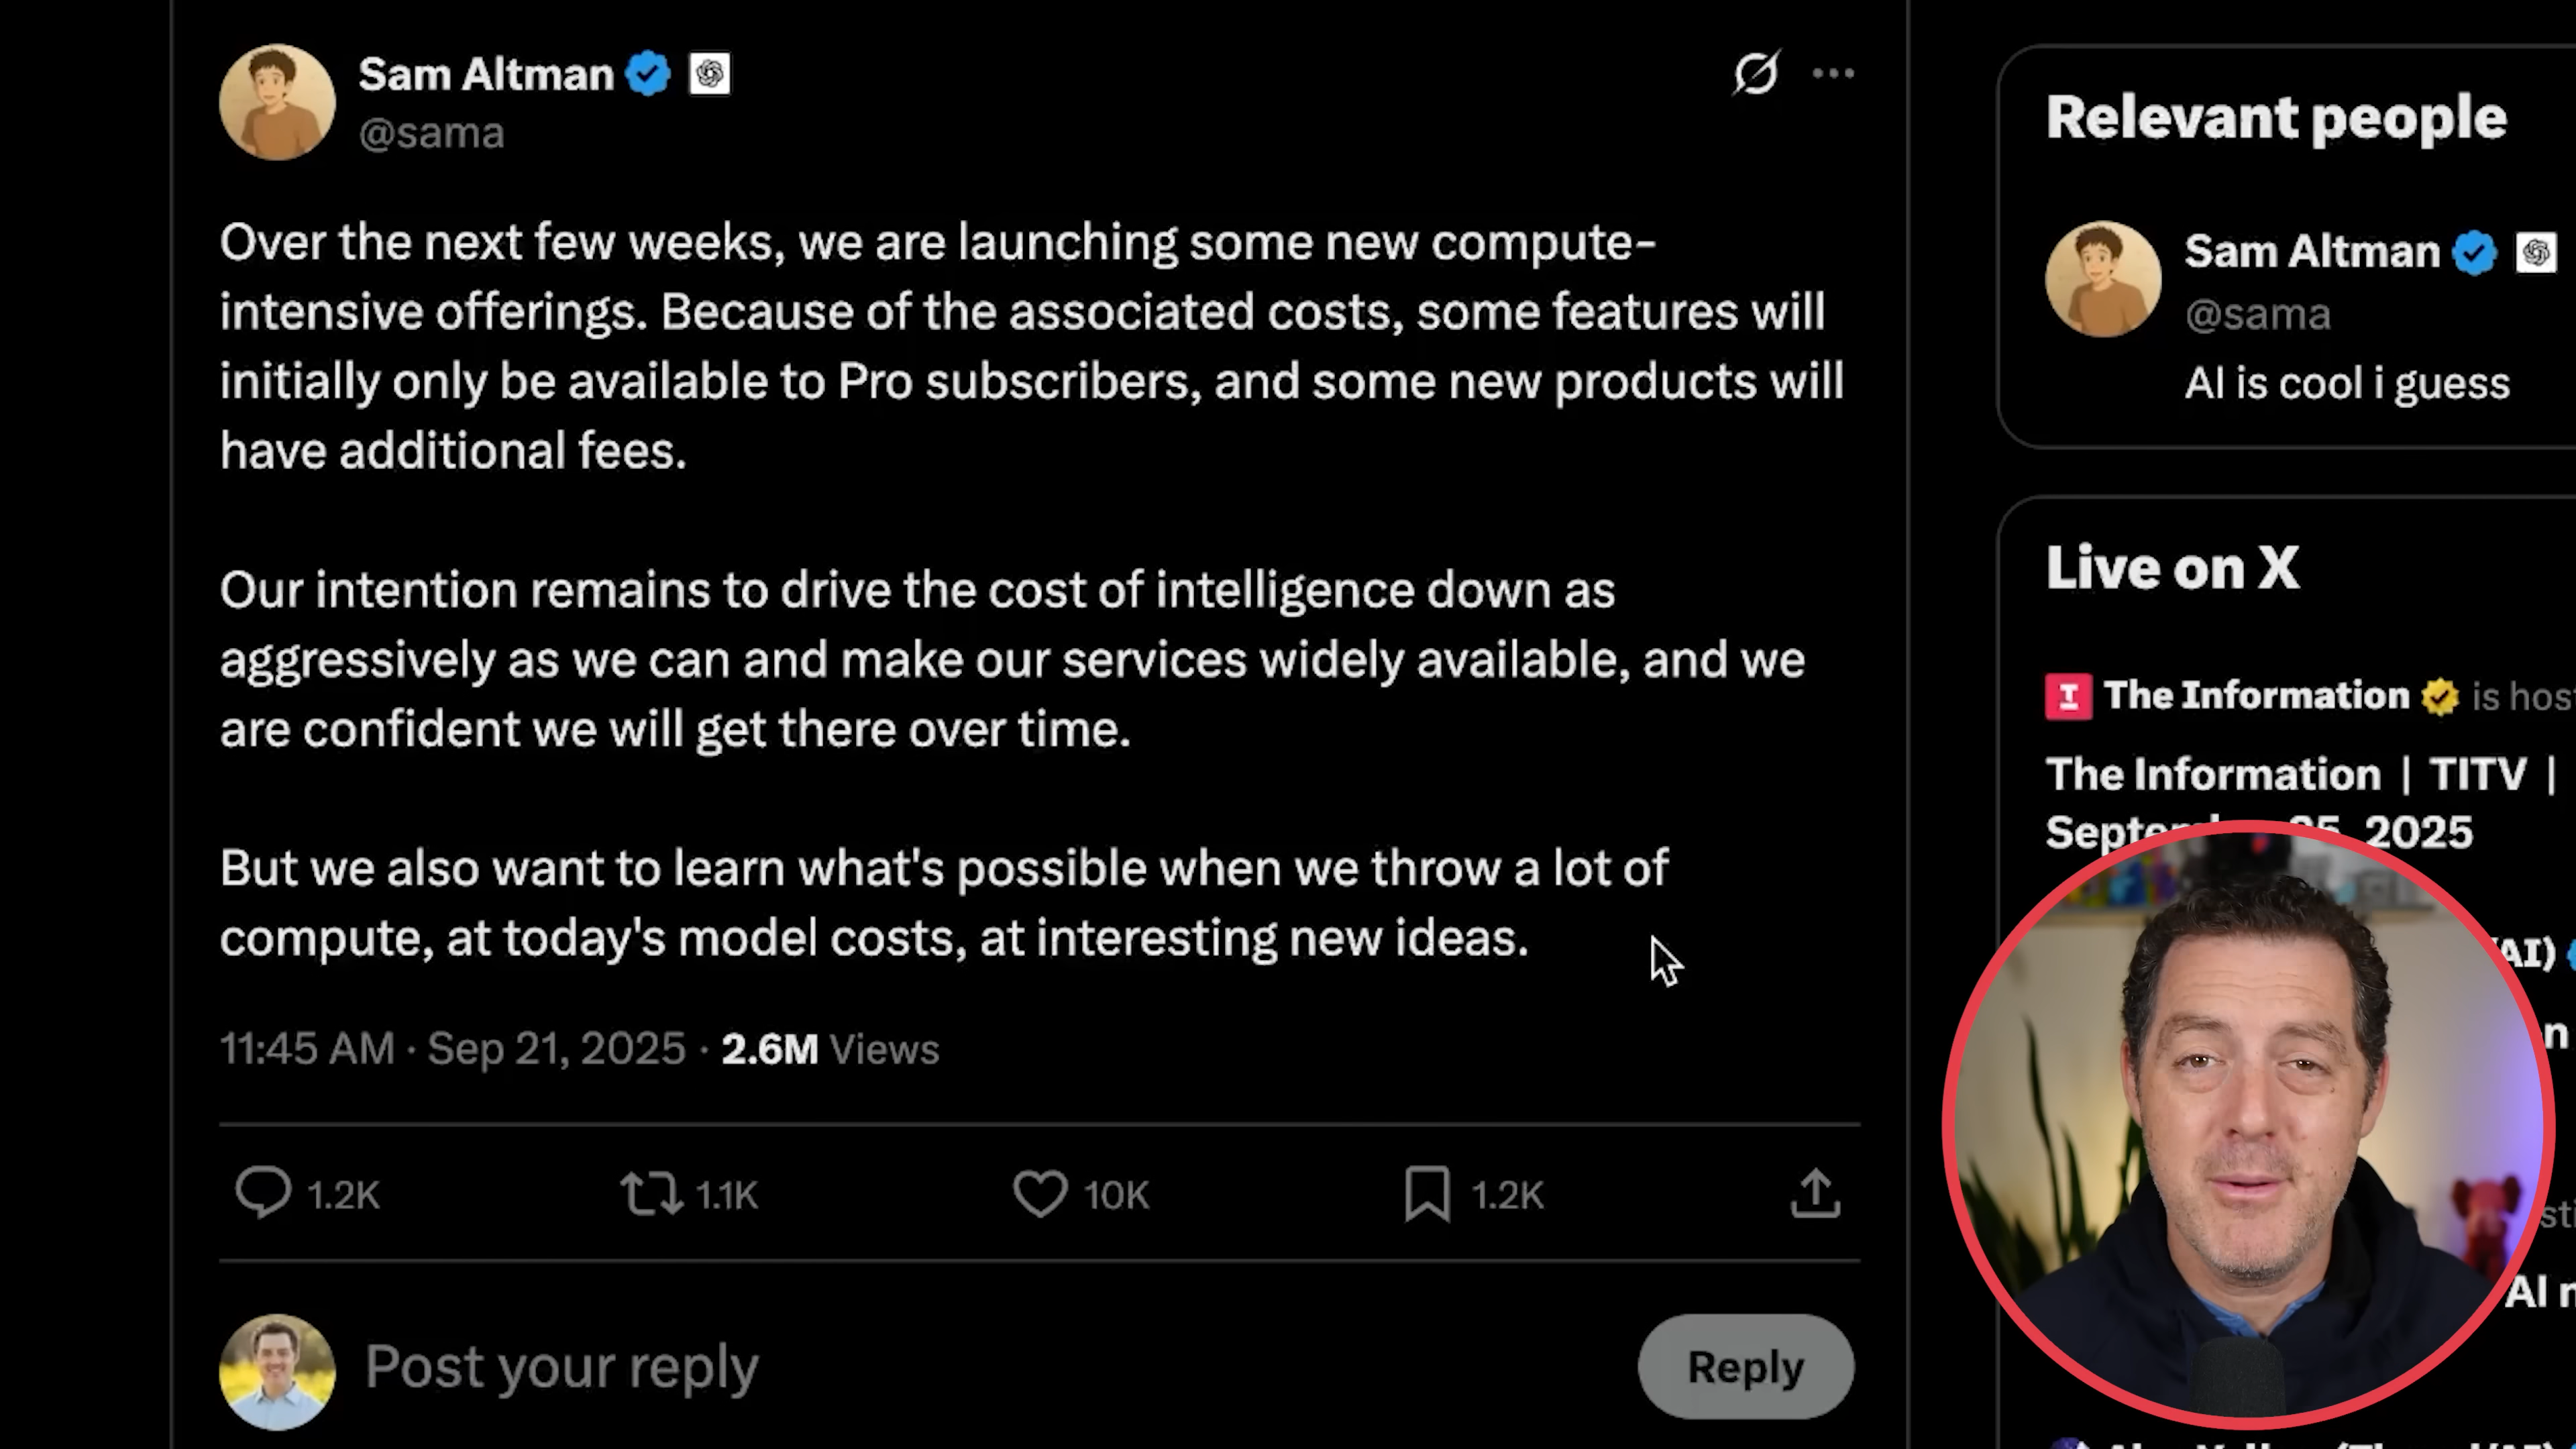 Sam Altman
@sama
Over the next few weeks, we are launching some new compute-
intensive offerings. Because of the associated costs, some features will
initially only be available to Pro subscribers, and some new products will
have additional fees.
Our intention remains to drive the cost of intelligence down as
aggressively as we can and make our services widely available, and we
are confident we will get there over time.
But we also want to learn what's possible when we throw a lot of
compute, at today's model costs, at interesting new ideas.
11:45 AM · Sep 21, 2025 · 2.6M Views
1.2K 1.1K 10K 1.2K
Post your reply
Reply
Relevant people
Sam Altman
@sama
AI is cool i guess
Live on X
The Information is
The Information | TITV |
2025
AI)
AI